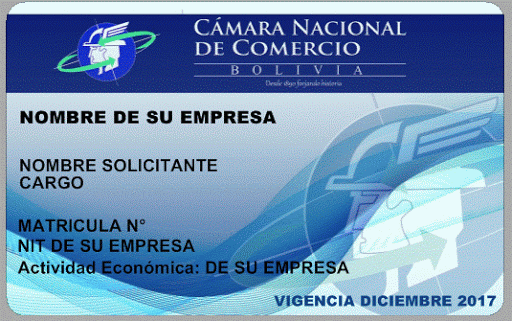 CÁMARA NACIONAL
DE COMERCIO
BOLIVIA
Desde 1890 forjando historia
NOMBRE DE SU EMPRESA
NOMBRE SOLICITANTE
CARGO
MATRICULA N°
NIT DE SU EMPRESA
Actividad Económica: DE SU EMPRESA
VIGENCIA DICIEMBRE 2017